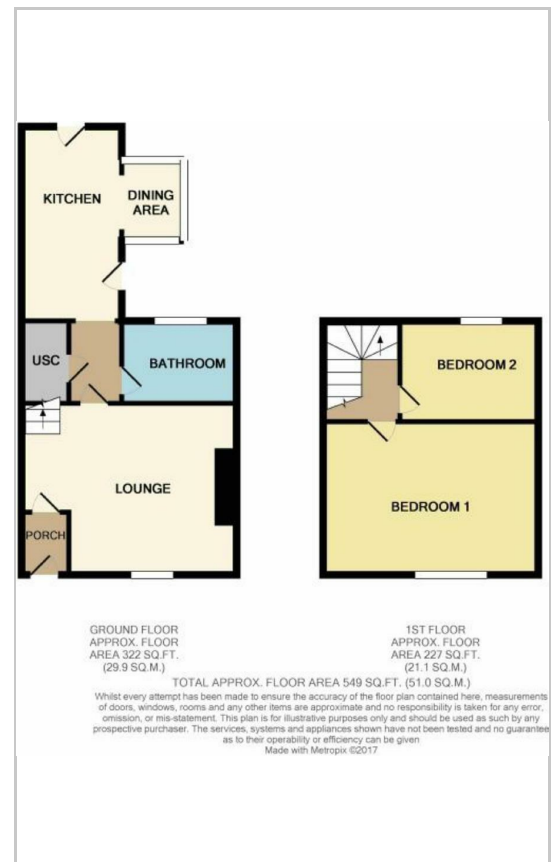 KITCHEN
DINING
AREA
USC
BATHROOM
LOUNGE
PORCH
BEDROOM 2
BEDROOM 1
GROUND FLOOR
APPROX. FLOOR
AREA 322 SQ.FT.
(29.9 SQ.M.)
1ST FLOOR
APPROX. FLOOR
AREA 227 SQ.FT.
(21.1 SQ.M.)
TOTAL APPROX. FLOOR AREA 549 SQ.FT. (51.0 SQ.M.)
Whilst every attempt has been made to ensure the accuracy of the floor plan contained here, measurements
of doors, windows, rooms and any other items are approximate and no responsibility is taken for any error,
omission, or mis-statement. This plan is for illustrative purposes only and should be used as such by any
prospective purchaser. The services, systems and appliances shown have not been tested and no guarantee
as to their operability or efficiency can be given
Made with Metropix ©2017